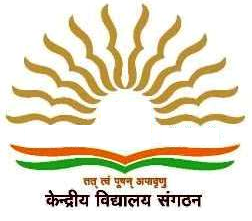 तत् त्वं पूषन् अपावृणु
केन्द्रीय विद्यालय संगठन